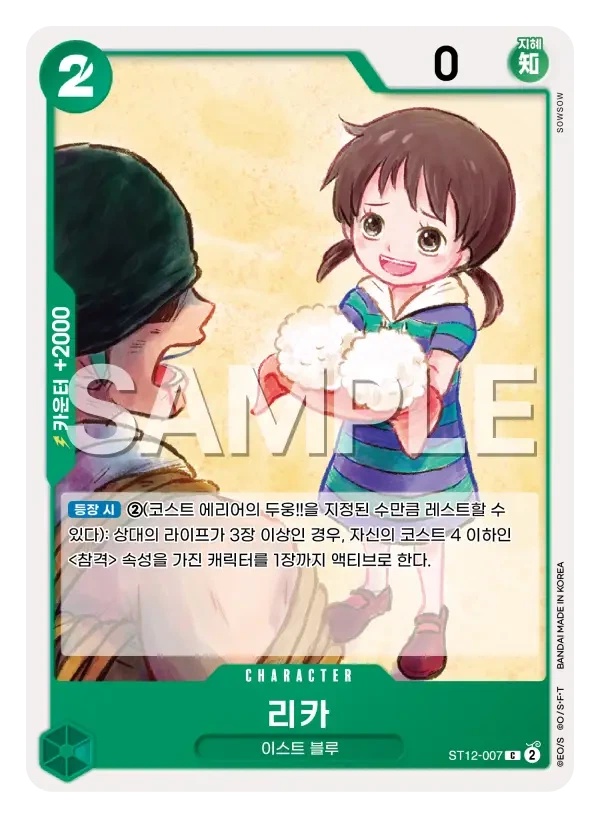 2
0
지혜
知
SOWSOW
카운터 +2000
SAMPLE
등장 시 ②(코스트 에리어의 두웅!!을 지정된 수만큼 레스트할 수
있다): 상대의 라이프가 3장 이상인 경우, 자신의 코스트 4 이하인
<참격> 속성을 가진 캐릭터를 1장까지 액티브로 한다.
CHARACTER
리카
이스트 블루
ST12-007 C 2
©EO/S ©O/S·F·T BANDAI MADE IN KOREA